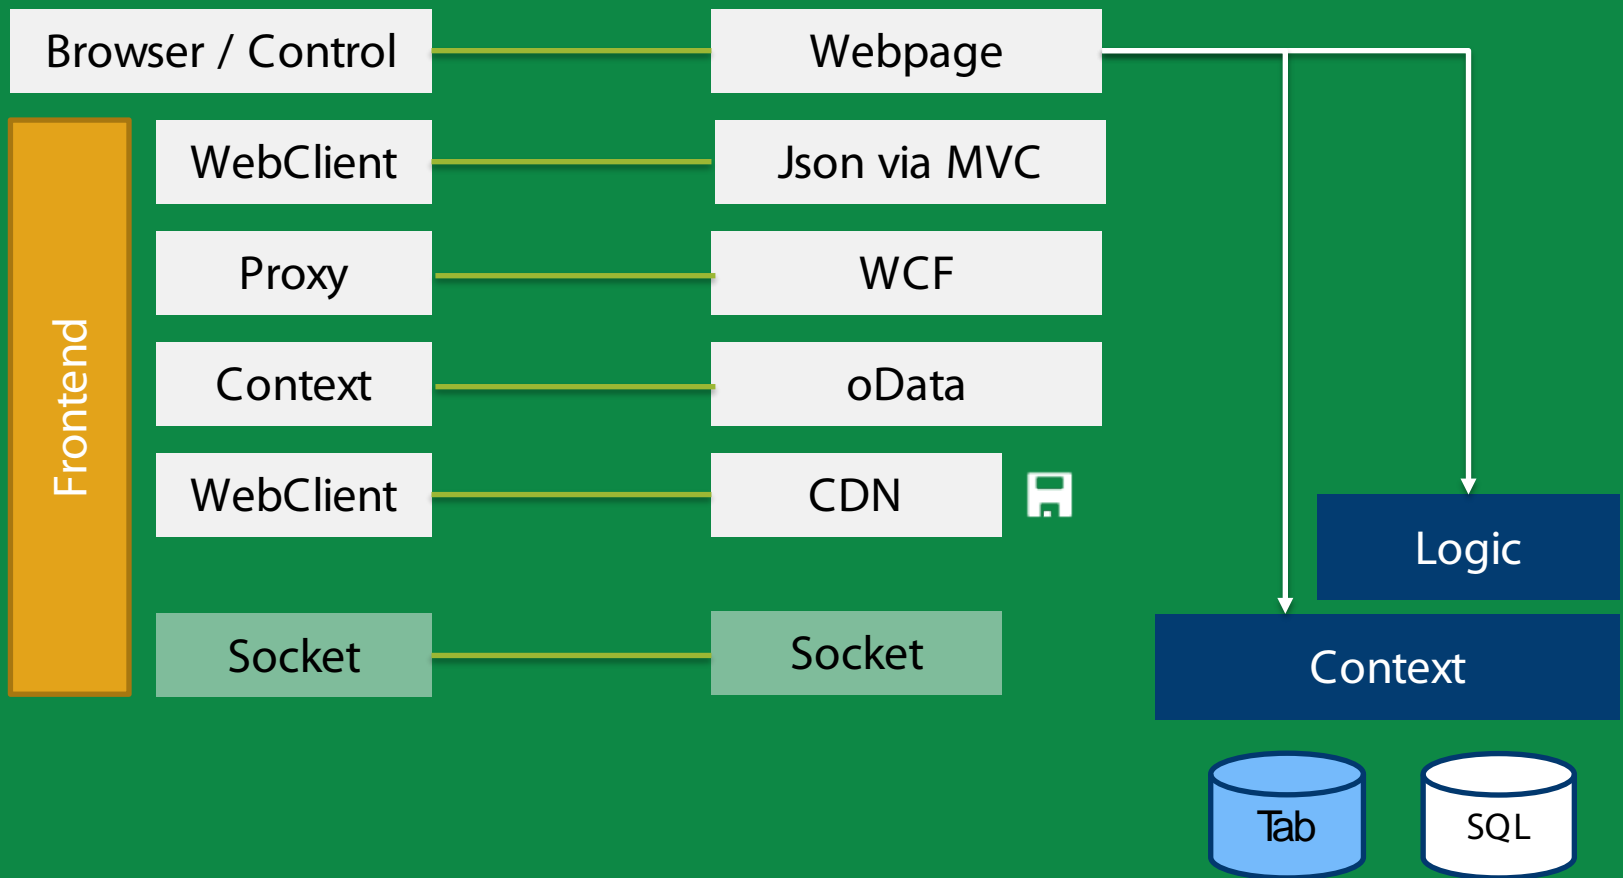 Browser / Control
Webpage
Frontend
WebClient
Json via MVC
Proxy
WCF
Context
oData
WebClient
CDN
Logic
Socket
Socket
Context
Tab
SQL